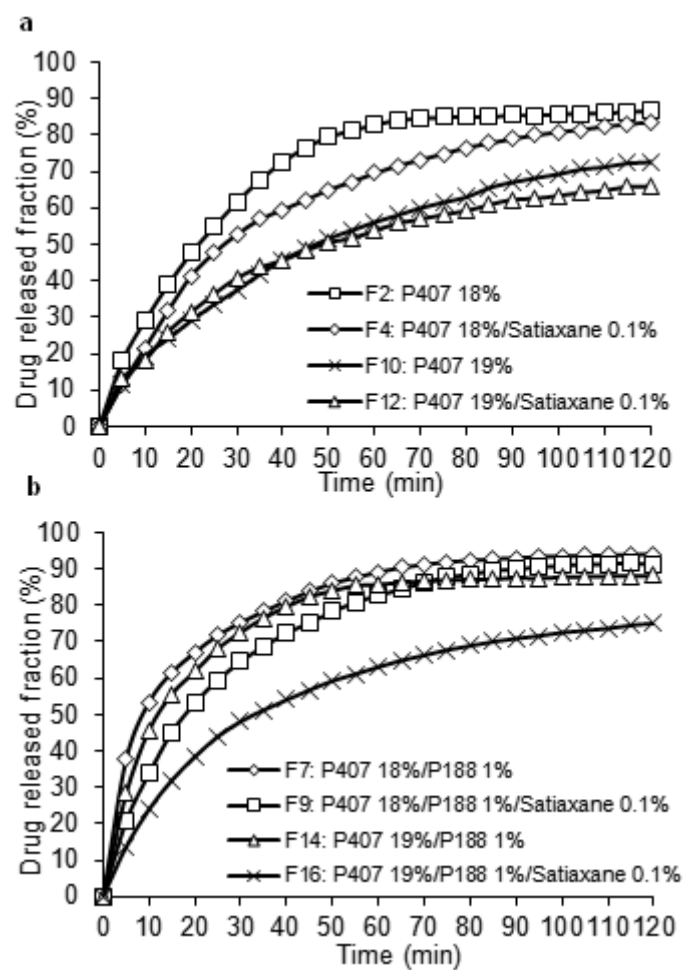 a
Drug released fraction (%)
100
90
80
70
60
50
40
30
20
10
0
F2: P407 18%
F4: P407 18%/Satiaxane 0.1%
F10: P407 19%
F12: P407 19%/Satiaxane 0.1%
0 10 20 30 40 50 60 70 80 90 100 110 120
Time (min)
b
Drug released fraction (%)
100
90
80
70
60
50
40
30
20
10
0
F7: P407 18%/P188 1%
F9: P407 18%/P188 1%/Satiaxane 0.1%
F14: P407 19%/P188 1%
F16: P407 19%/P188 1%/Satiaxane 0.1%
0 10 20 30 40 50 60 70 80 90 100 110 120
Time (min)